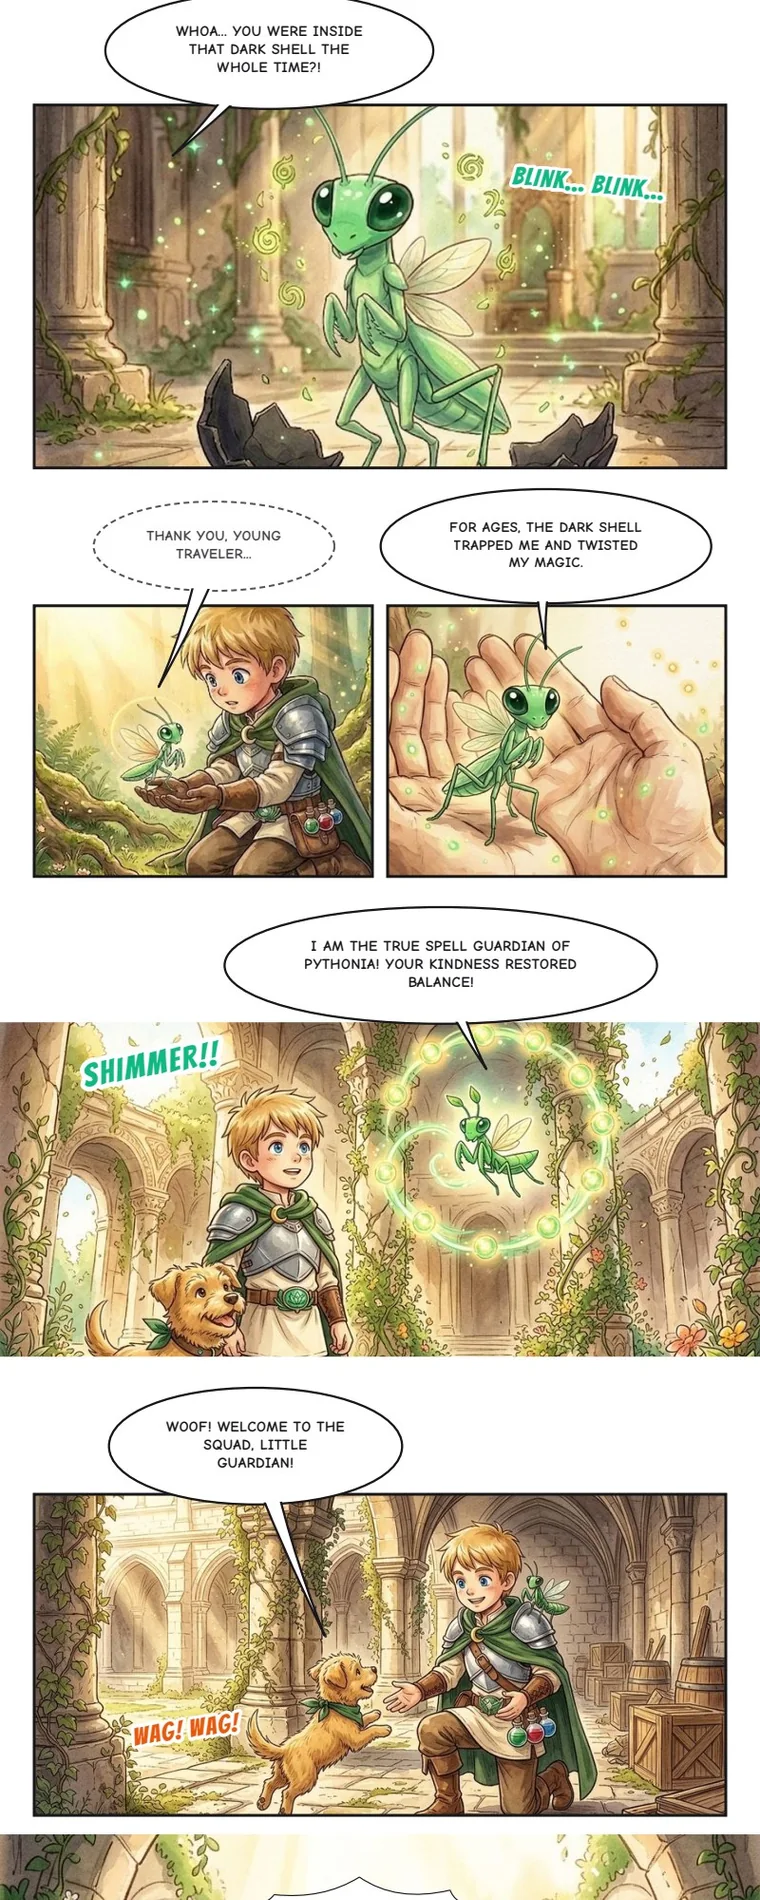 WHOA... YOU WERE INSIDE
THAT DARK SHELL THE
WHOLE TIME?!
BLINK... BLINK...
THANK YOU, YOUNG
TRAVELER...
FOR AGES, THE DARK SHELL
TRAPPED ME AND TWISTED
MY MAGIC.
I AM THE TRUE SPELL GUARDIAN OF
PYTHONIA! YOUR KINDNESS RESTORED
BALANCE!
SHIMMER!!
WOOF! WELCOME TO THE
SQUAD, LITTLE
GUARDIAN!
WAG! WAG!